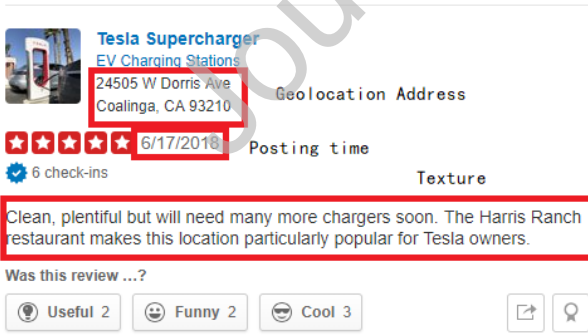 Tesla Supercharger
EV Charging Stations
24505 W Dorris Ave
Coalinga, CA 93210
Geolocation Address
6/17/2018
Posting time
6 check-ins
Texture
Clean, plentiful but will need many more chargers soon. The Harris Ranch
restaurant makes this location particularly popular for Tesla owners.
Was this review ...?
Useful 2
Funny 2
Cool 3